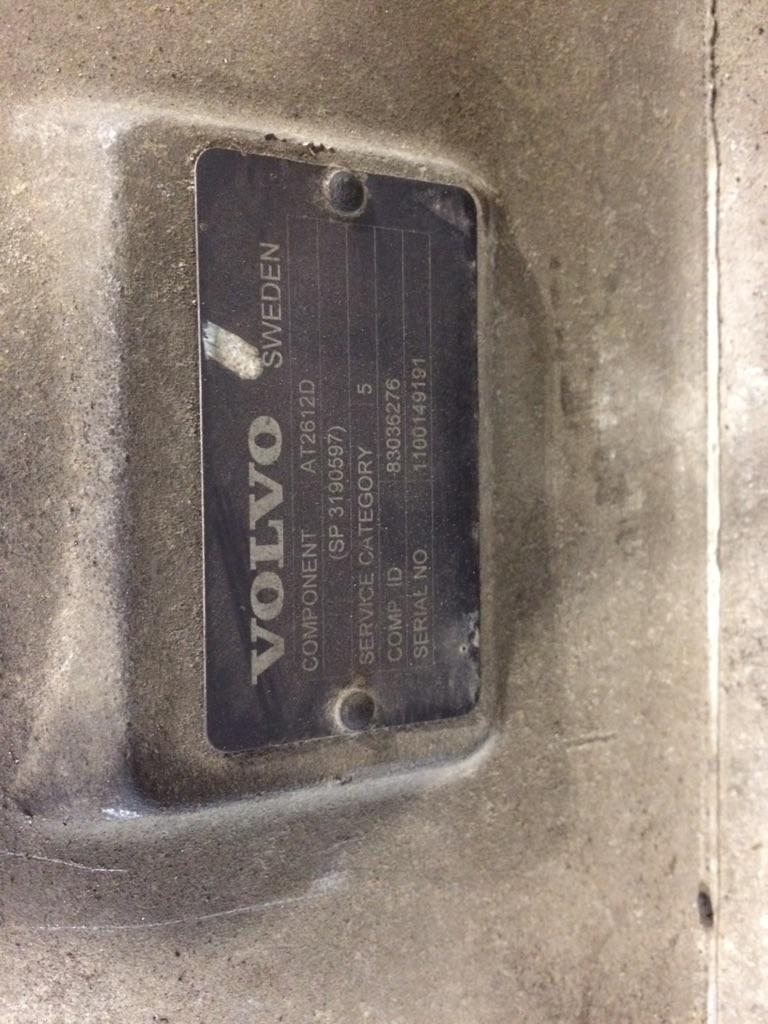 VOLVO SWEDEN
COMPONENT AT2612D
(SP 3190597)
SERVICE CATEGORY 5
COMP ID 83036276
SERIAL NO 1100149191